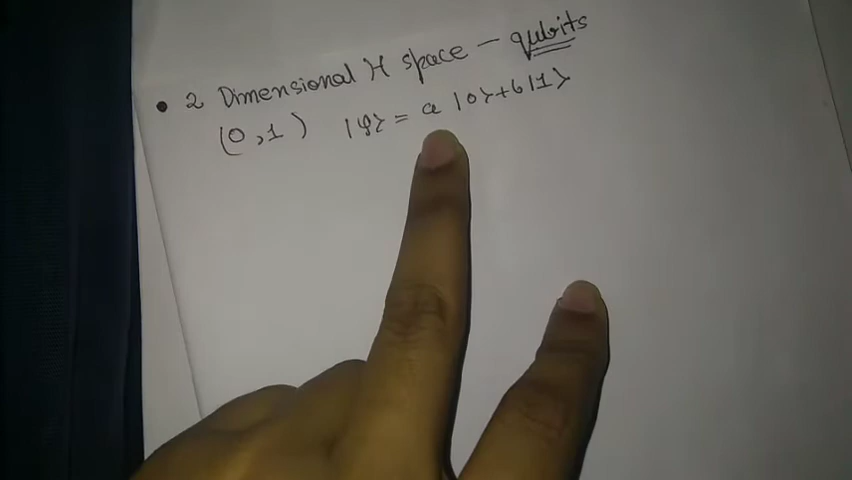 • 2 Dimensional H space – qubits
(0,1) |φ⟩ = a |0⟩+b|1⟩